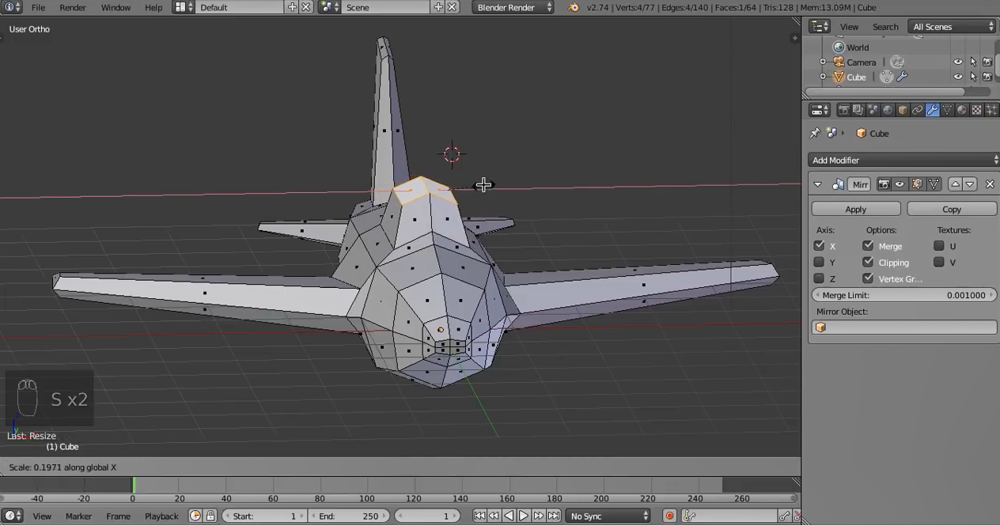 File Render Window Help Default Scene Blender Render v2.74 | Verts:4/77 | Edges:4/140 | Faces:1/64 | Tris:128 | Mem:13.09M | Cube
User Ortho
View Search All Scenes
World
Camera
Cube
Cube
Add Modifier
Mirr
Apply Copy
Axis: Options: Textures:
X Merge U
Y Clipping V
Z Vertex Gr...
Merge Limit: 0.001000
Mirror Object:
S x2
Last: Resize
(1) Cube
Scale: 0.1971 along global X
-40 -20 0 20 40 60 80 100 120 140 160 180 200 220 240 260
View Marker Frame Playback Start: 1 End: 250 1 No Sync